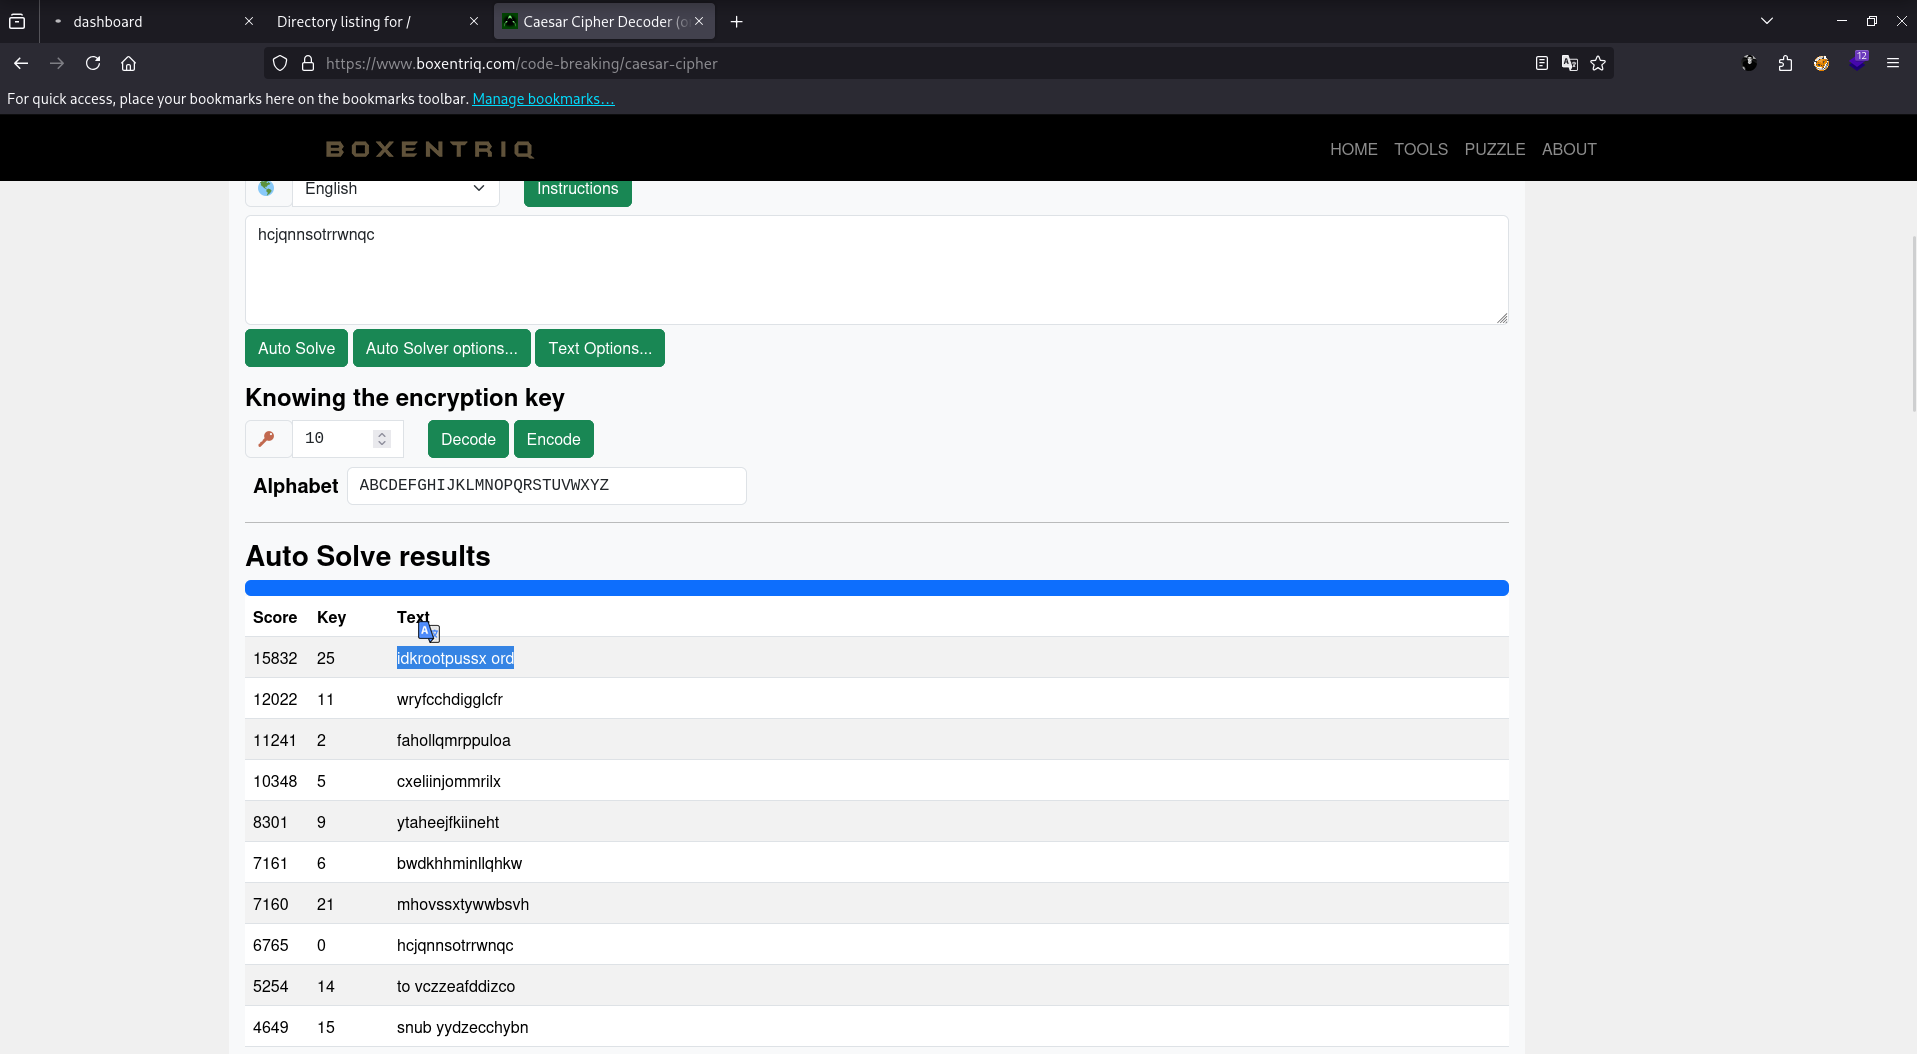 dashboard
Directory listing for /
Caesar Cipher Decoder (o
https://www.boxentriq.com/code-breaking/caesar-cipher
12
For quick access, place your bookmarks here on the bookmarks toolbar. Manage bookmarks…
BOXENTRIQ
HOME TOOLS PUZZLE ABOUT
English
Instructions
hcjqnnsotrrwnqc
Auto Solve
Auto Solver options...
Text Options...
Knowing the encryption key
10
Decode
Encode
Alphabet ABCDEFGHIJKLMNOPQRSTUVWXYZ
Auto Solve results
Score Key Text
15832 25 idkrootpussx ord
12022 11 wryfcchdigglcfr
11241 2 fahollqmrppuloa
10348 5 cxeliinjommrilx
8301 9 ytaheejfkiineht
7161 6 bwdkhhminllqhkw
7160 21 mhovssxtywwbsvh
6765 0 hcjqnnsotrrwnqc
5254 14 to vczzeafddizco
4649 15 snub yydzecchybn